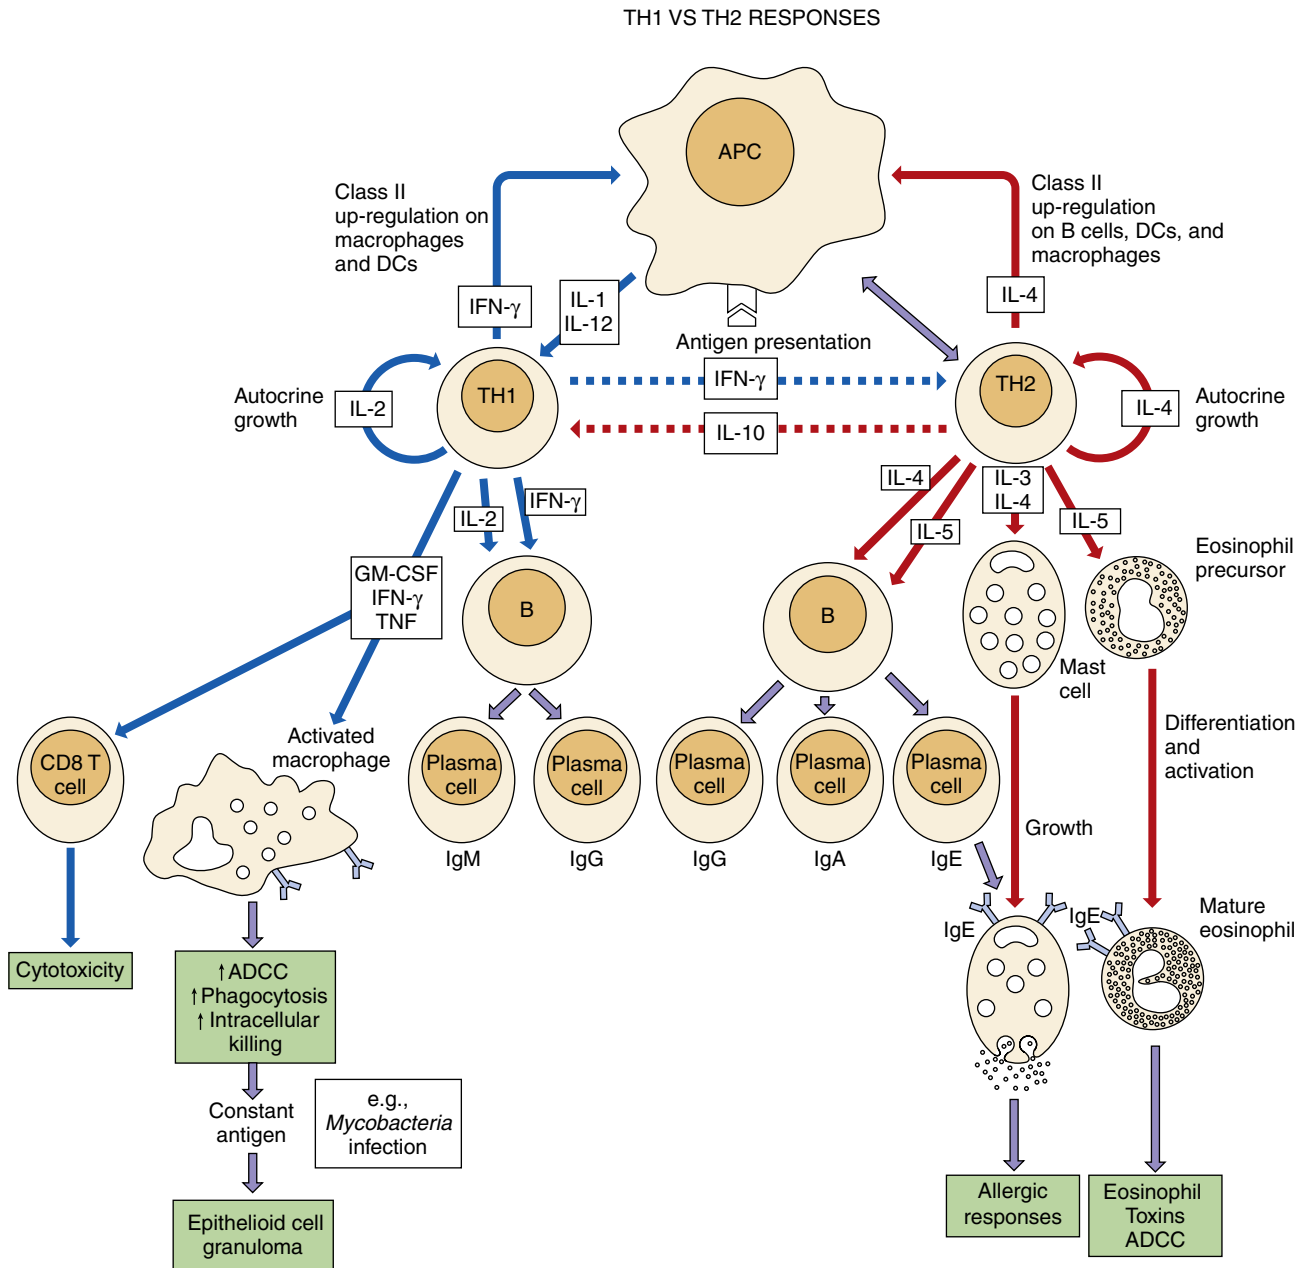 TH1 VS TH2 RESPONSES
APC
Class II
up-regulation on
macrophages
and DCs
Class II
up-regulation
on B cells, DCs, and
macrophages
IFN-γ
IL-1
IL-12
IL-4
Antigen presentation
TH1
IFN-γ
TH2
Autocrine
growth
IL-2
IL-10
IL-4
Autocrine
growth
IL-2
IFN-γ
IL-4
IL-5
IL-3
IL-4
IL-5
GM-CSF
IFN-γ
TNF
B
B
Eosinophil
precursor
Mast
cell
CD8 T
cell
Activated
macrophage
Plasma
cell
Plasma
cell
Plasma
cell
Plasma
cell
Plasma
cell
Differentiation
and
activation
Growth
IgM
IgG
IgG
IgA
IgE
IgE
IgE
Mature
eosinophil
Cytotoxicity
↑ADCC
↑Phagocytosis
↑ Intracellular
killing
Constant
antigen
e.g.,
Mycobacteria
infection
Epithelioid cell
granuloma
Allergic
responses
Eosinophil
Toxins
ADCC